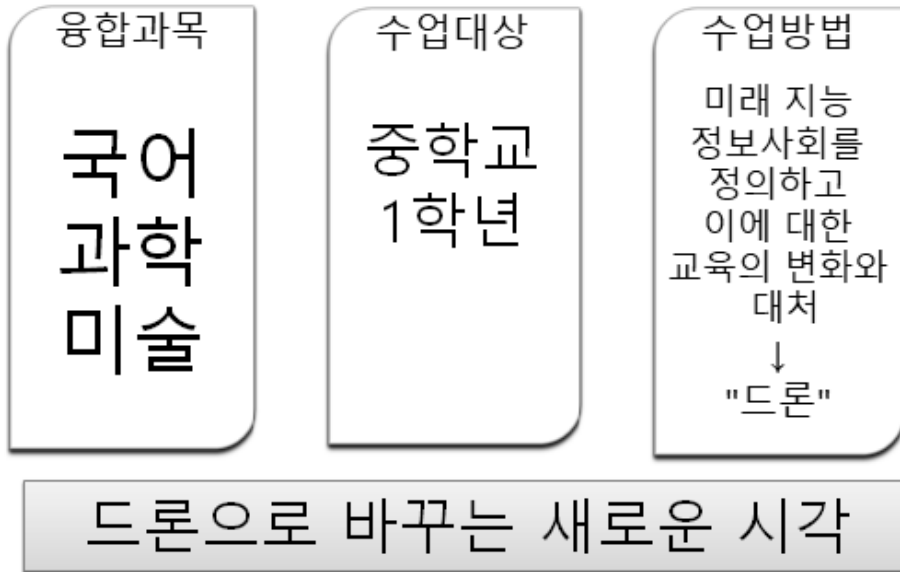 융합과목
국어
과학
미술
수업대상
중학교
1학년
수업방법
미래 지능
정보사회를
정의하고
이에 대한
교육의 변화와
대처
↓
"드론"
드론으로 바꾸는 새로운 시각